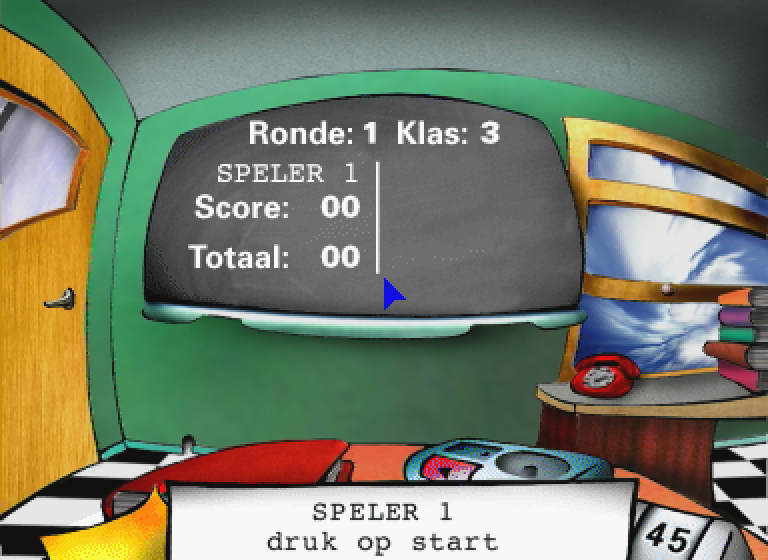 Ronde: 1 Klas: 3
SPELER 1
Score: 00
Totaal: 00
SPELER 1
druk op start
45